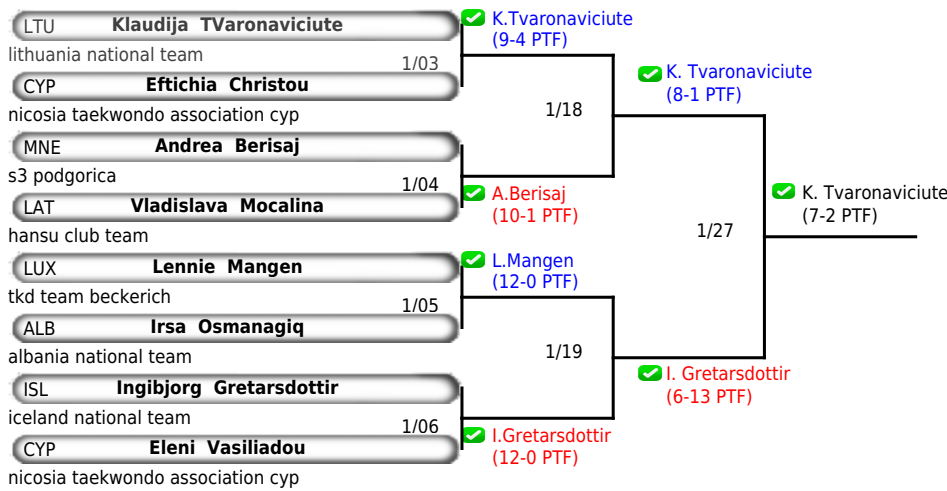 LTU Klaudija TVaronaviciute
lithuania national team
1/03
CYP Eftichia Christou
nicosia taekwondo association cyp
MNE Andrea Berisaj
s3 podgorica
1/04
LAT Vladislava Mocalina
hansu club team
LUX Lennie Mangen
tkd team beckerich
1/05
ALB Irsa Osmanagiq
albania national team
ISL Ingibjorg Gretarsdottir
iceland national team
1/06
CYP Eleni Vasiliadou
nicosia taekwondo association cyp
K.Tvaronaviciute
(9-4 PTF)
1/18
A.Berisaj
(10-1 PTF)
L.Mangen
(12-0 PTF)
1/19
I.Gretarsdottir
(12-0 PTF)
K. Tvaronaviciute
(8-1 PTF)
1/27
I. Gretarsdottir
(6-13 PTF)
K. Tvaronaviciute
(7-2 PTF)